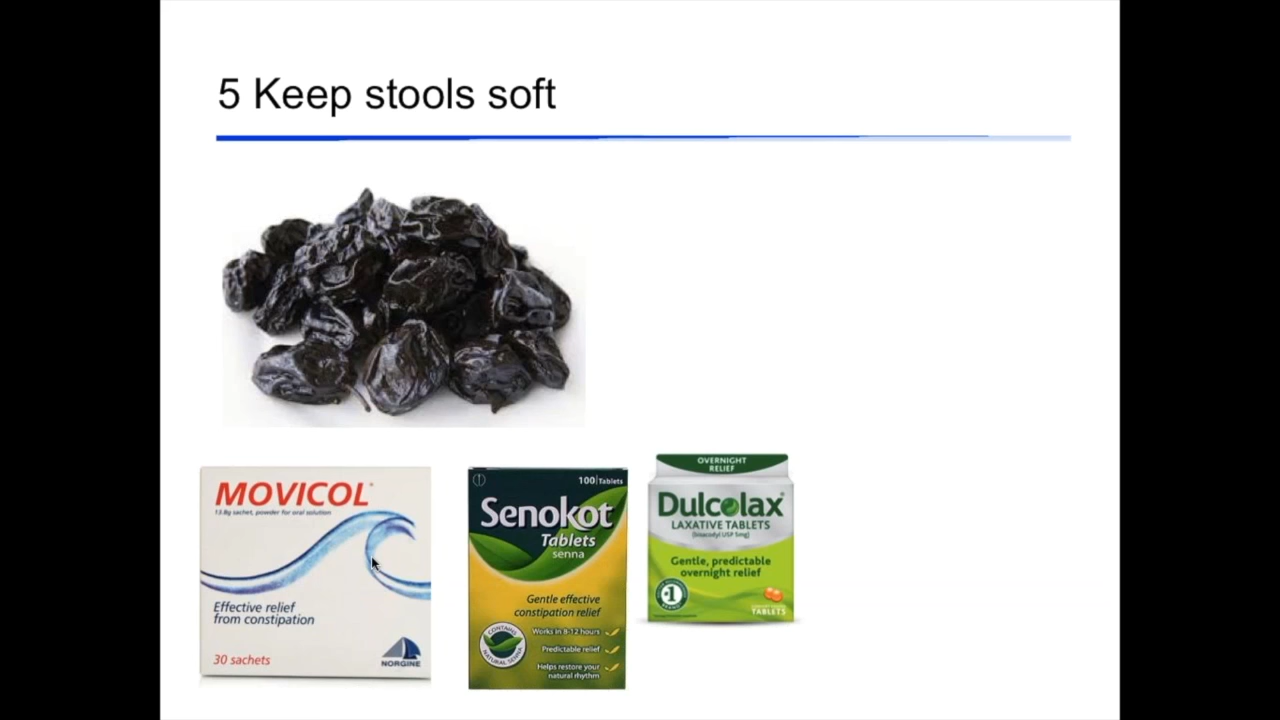 5 Keep stools soft
MOVICOL®
13.8g sachet, powder for oral solution
Effective relief
from constipation
30 sachets
NORGINE
100 Tablets
Senokot
Tablets
senna
Gentle effective
constipation relief
Works in 8-12 hours
Predictable relief
Helps restore your
natural rhythm
CONTAINS
NATURAL SENNA
OVERNIGHT
RELIEF
Dulcolax®
LAXATIVE TABLETS
(bisacodyl USP 5mg)
Gentle, predictable
overnight relief
#1
TABLETS